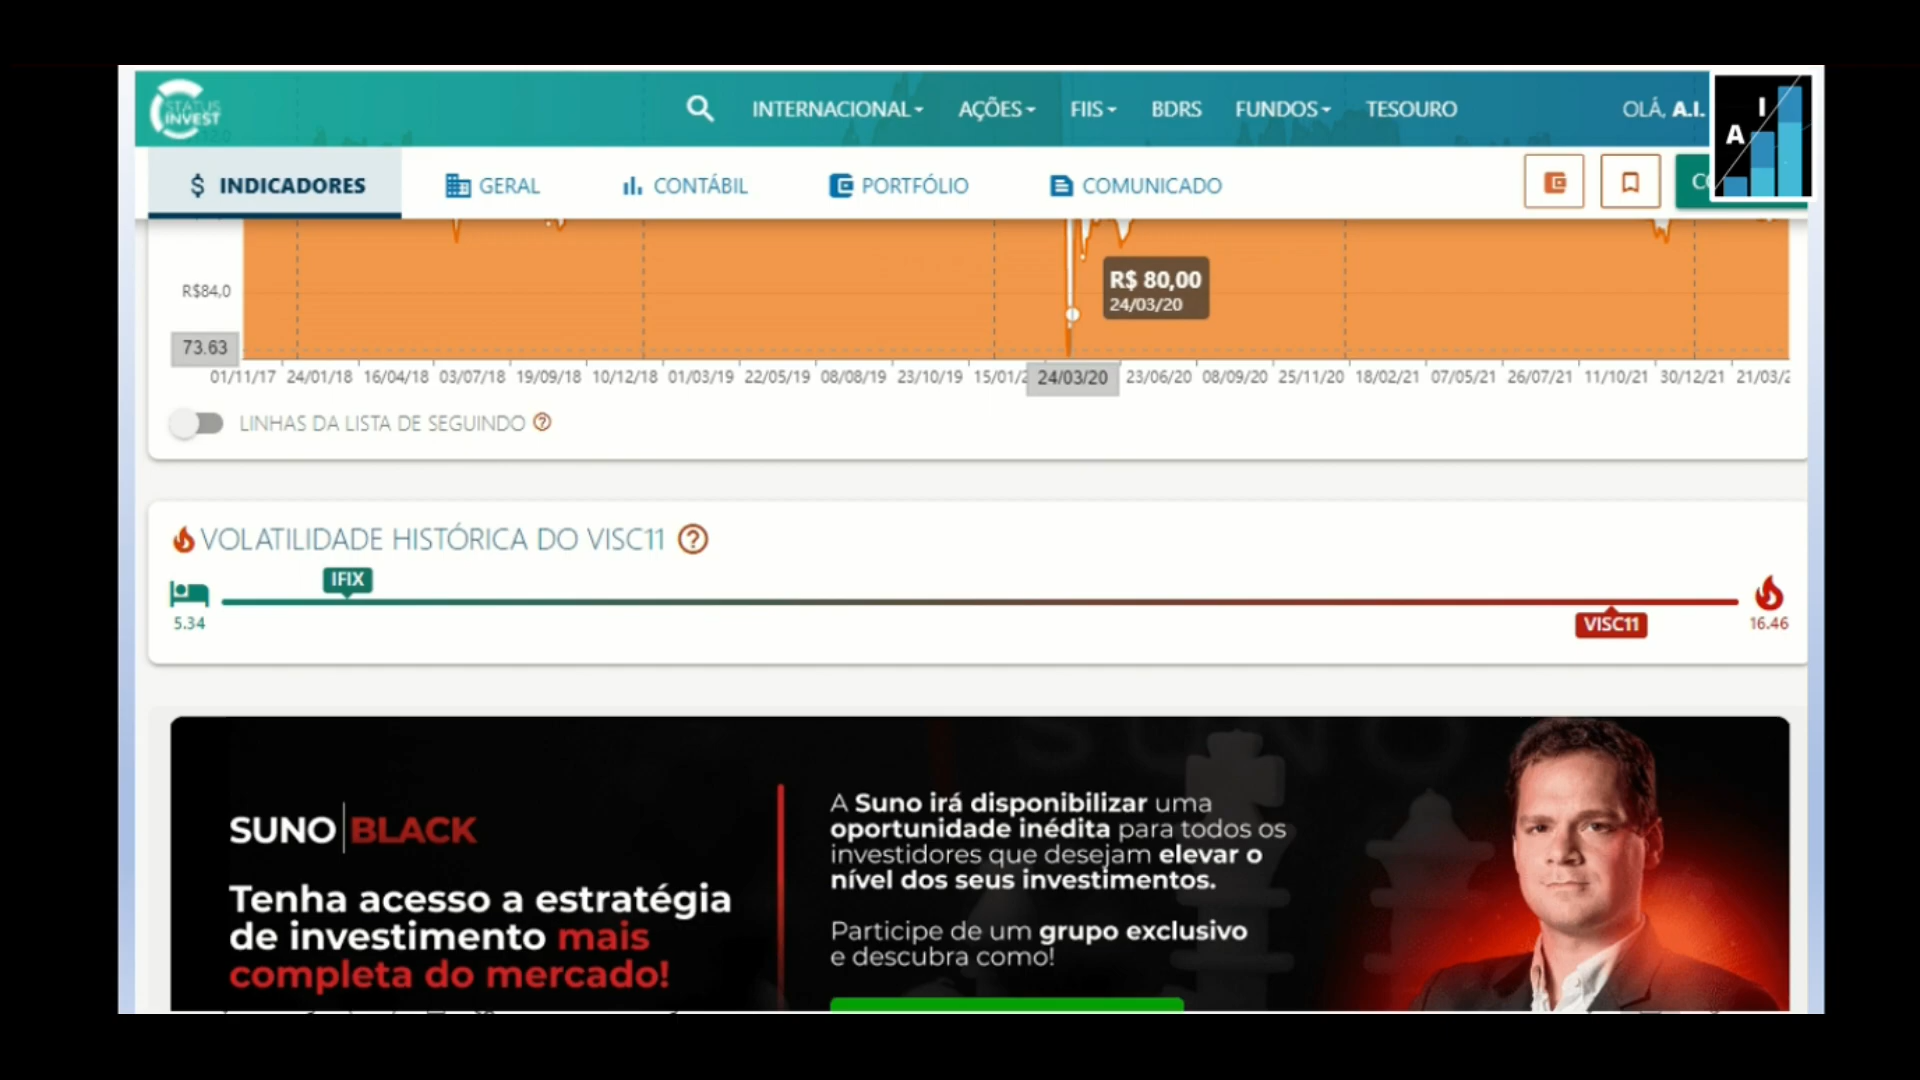 STATUS
INVEST
INTERNACIONAL
AÇÕES
FIIS
BDRS
FUNDOS
TESOURO
OLÁ, A.I.
A I
$ INDICADORES
GERAL
CONTÁBIL
PORTFÓLIO
COMUNICADO
R$84,0
73.63
R$ 80,00
24/03/20
01/11/17 24/01/18 16/04/18 03/07/18 19/09/18 10/12/18 01/03/19 22/05/19 08/08/19 23/10/19 15/01/2 24/03/20 23/06/20 08/09/20 25/11/20 18/02/21 07/05/21 26/07/21 11/10/21 30/12/21 21/03/2
LINHAS DA LISTA DE SEGUINDO ?
VOLATILIDADE HISTÓRICA DO VISC11 ?
IFIX
5.34
VISC11
16.46
SUNO BLACK
Tenha acesso a estratégia
de investimento mais
completa do mercado!
A Suno irá disponibilizar uma
oportunidade inédita para todos os
investidores que desejam elevar o
nível dos seus investimentos.
Participe de um grupo exclusivo
e descubra como!